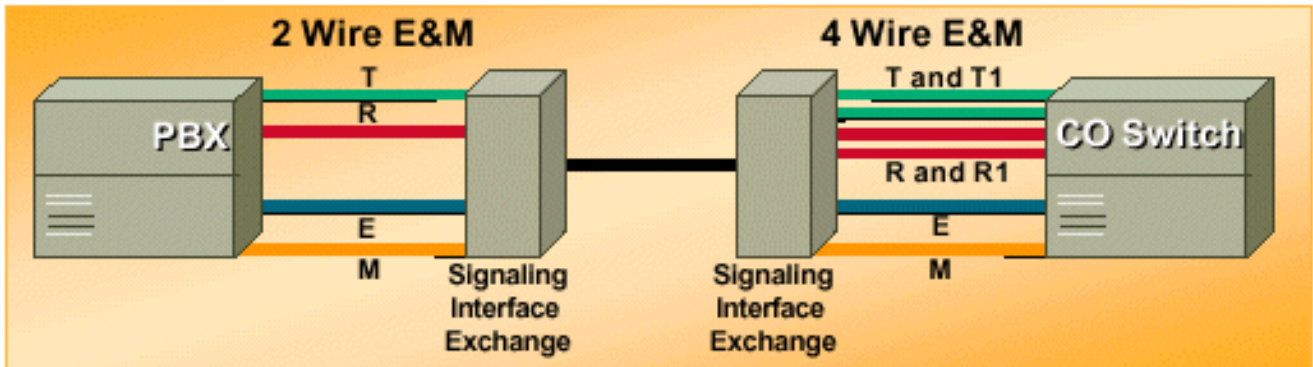 2 Wire E&M
4 Wire E&M
T
R
PBX
E
M
Signaling
Interface
Exchange
T and T1
R and R1
CO Switch
E
M
Signaling
Interface
Exchange